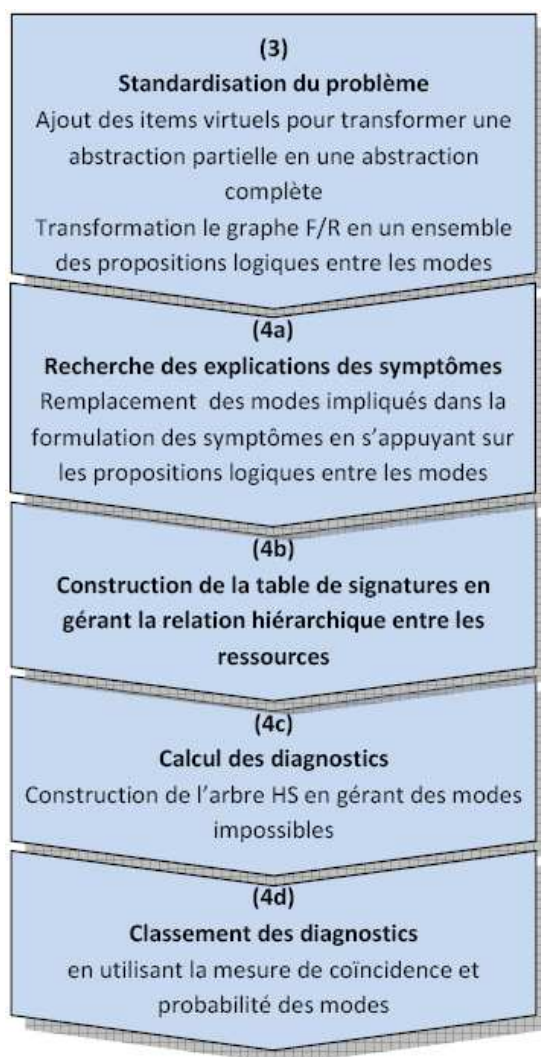 (3)
Standardisation du problème
Ajout des items virtuels pour transformer une
abstraction partielle en une abstraction
complète
Transformation le graphe F/R en un ensemble
des propositions logiques entre les modes
(4a)
Recherche des explications des symptômes
Remplacement des modes impliqués dans la
formulation des symptômes en s'appuyant sur
les propositions logiques entre les modes
(4b)
Construction de la table de signatures en
gérant la relation hiérarchique entre les
ressources
(4c)
Calcul des diagnostics
Construction de l'arbre HS en gérant des modes
impossibles
(4d)
Classement des diagnostics
en utilisant la mesure de coïncidence et
probabilité des modes